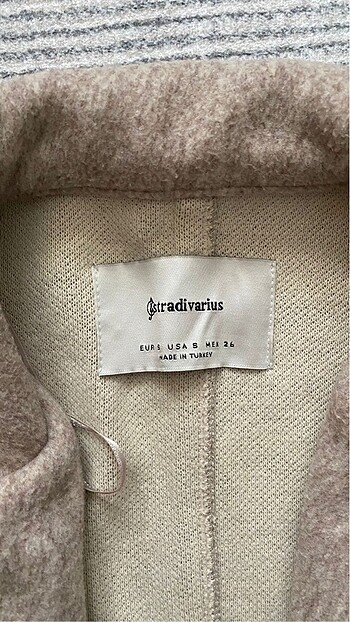 stradivarius
EUR S USA S MEX 26
MADE IN TURKEY